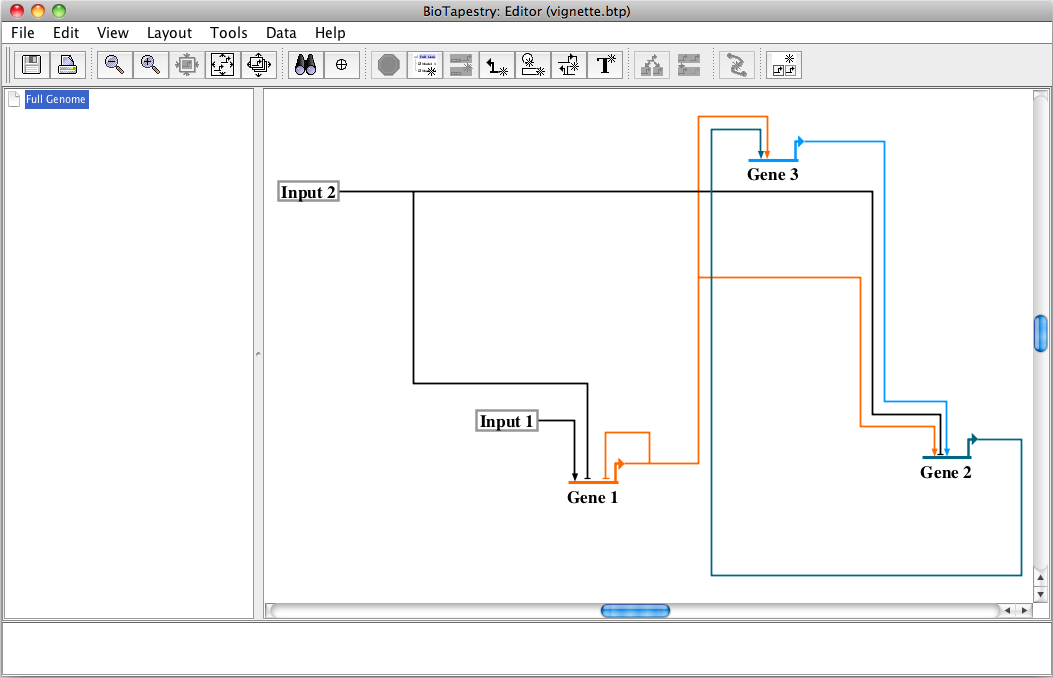 BioTapestry: Editor (vignette.btp)
File Edit View Layout Tools Data Help
T
Full Genome
Gene 3
Input 2
Input 1
Gene 2
Gene 1